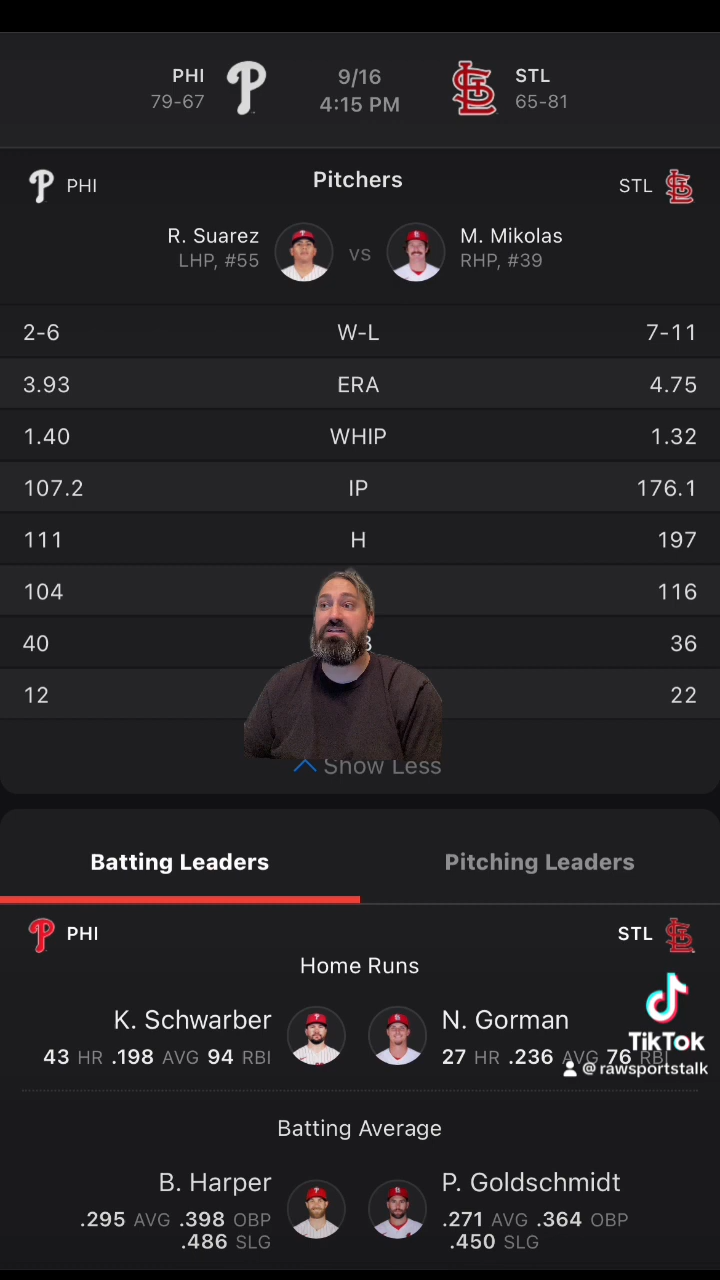 PHI 9/16 STL
79-67 4:15 PM 65-81
PHI Pitchers STL
R. Suarez vs M. Mikolas
LHP, #55 RHP, #39
2-6 W-L 7-11
3.93 ERA 4.75
1.40 WHIP 1.32
107.2 IP 176.1
111 H 197
104 116
40 36
12 22
Show Less
Batting Leaders Pitching Leaders
PHI STL
Home Runs
K. Schwarber N. Gorman
43 HR .198 AVG 94 RBI 27 HR .236 AVG 76 RBI
TikTok
@rawsportstalk
Batting Average
B. Harper P. Goldschmidt
.295 AVG .398 OBP .271 AVG .364 OBP
.486 SLG .450 SLG